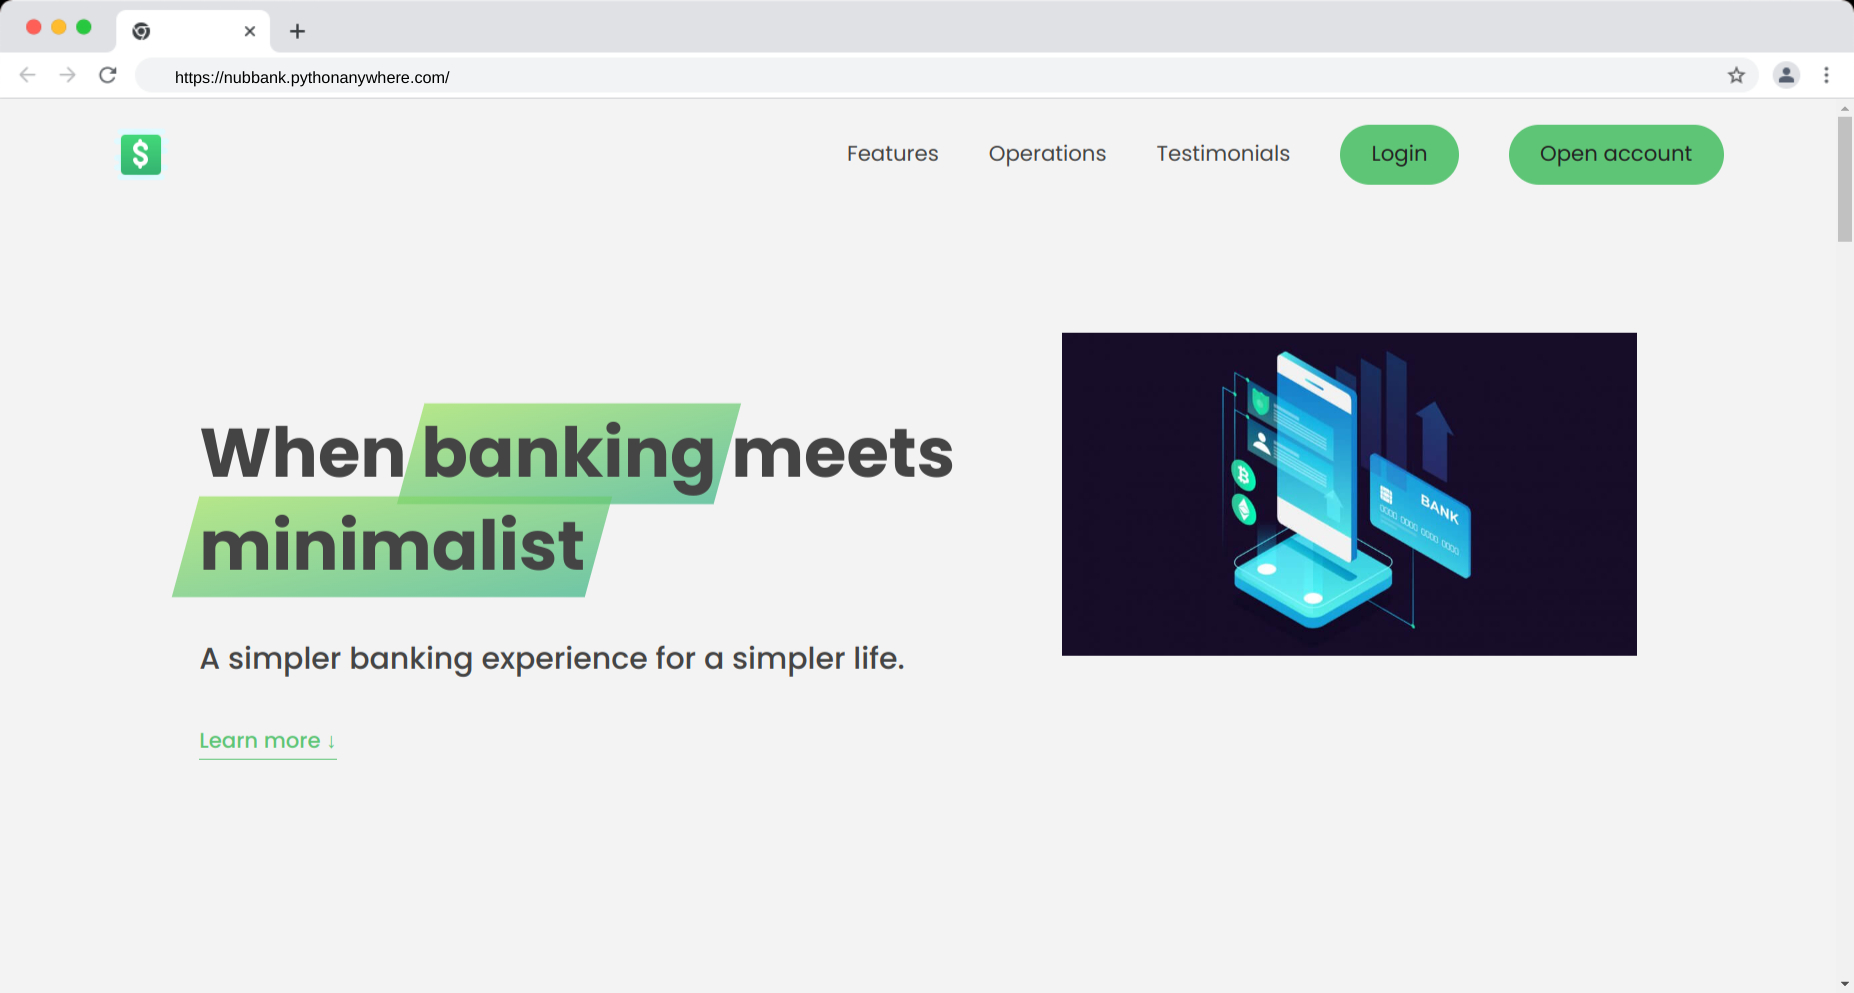 https://nubbank.pythonanywhere.com/
$
Features Operations Testimonials Login Open account
When banking meets
minimalist
A simpler banking experience for a simpler life.
Learn more ↓
BANK
0000 0000 0000 0000